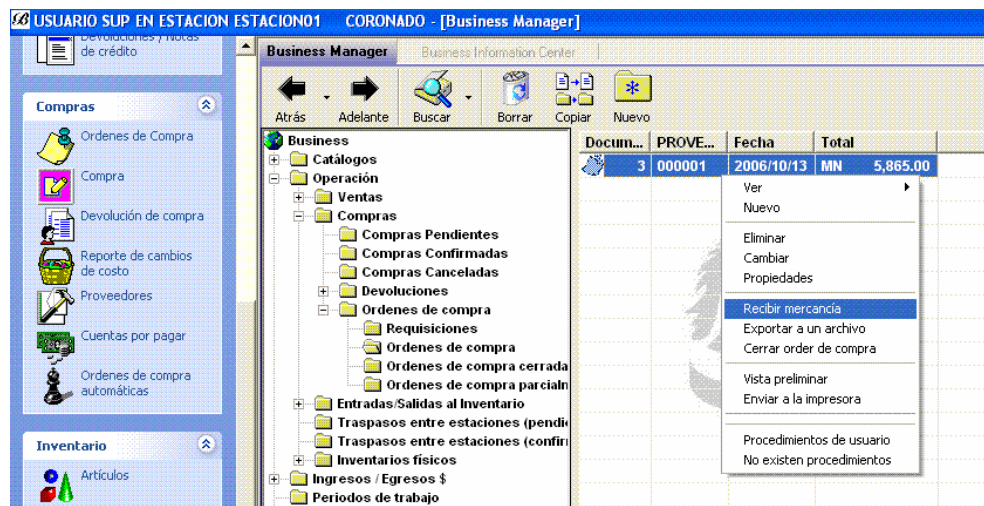 USUARIO SUP EN ESTACION ESTACION01 CORONADO - [Business Manager]
Devoluciones / Notas
de crédito
Compras
Ordenes de Compra
Compra
Devolución de compra
Reporte de cambios
de costo
Proveedores
Cuentas por pagar
Ordenes de compra
automáticas
Inventario
Artículos
Business Manager Business Information Center
Atrás Adelante Buscar Borrar Copiar Nuevo
Business
Catálogos
Operación
Ventas
Compras
Compras Pendientes
Compras Confirmadas
Compras Canceladas
Devoluciones
Ordenes de compra
Requisiciones
Ordenes de compra
Ordenes de compra cerrada
Ordenes de compra parcialm
Entradas/Salidas al Inventario
Traspasos entre estaciones (pendie
Traspasos entre estaciones (confirm
Inventarios físicos
Ingresos / Egresos $
Periodos de trabajo
Docum... PROVE... Fecha Total
3 000001 2006/10/13 MN 5,865.00
Ver
Nuevo
Eliminar
Cambiar
Propiedades
Recibir mercancía
Exportar a un archivo
Cerrar order de compra
Vista preliminar
Enviar a la impresora
Procedimientos de usuario
No existen procedimientos